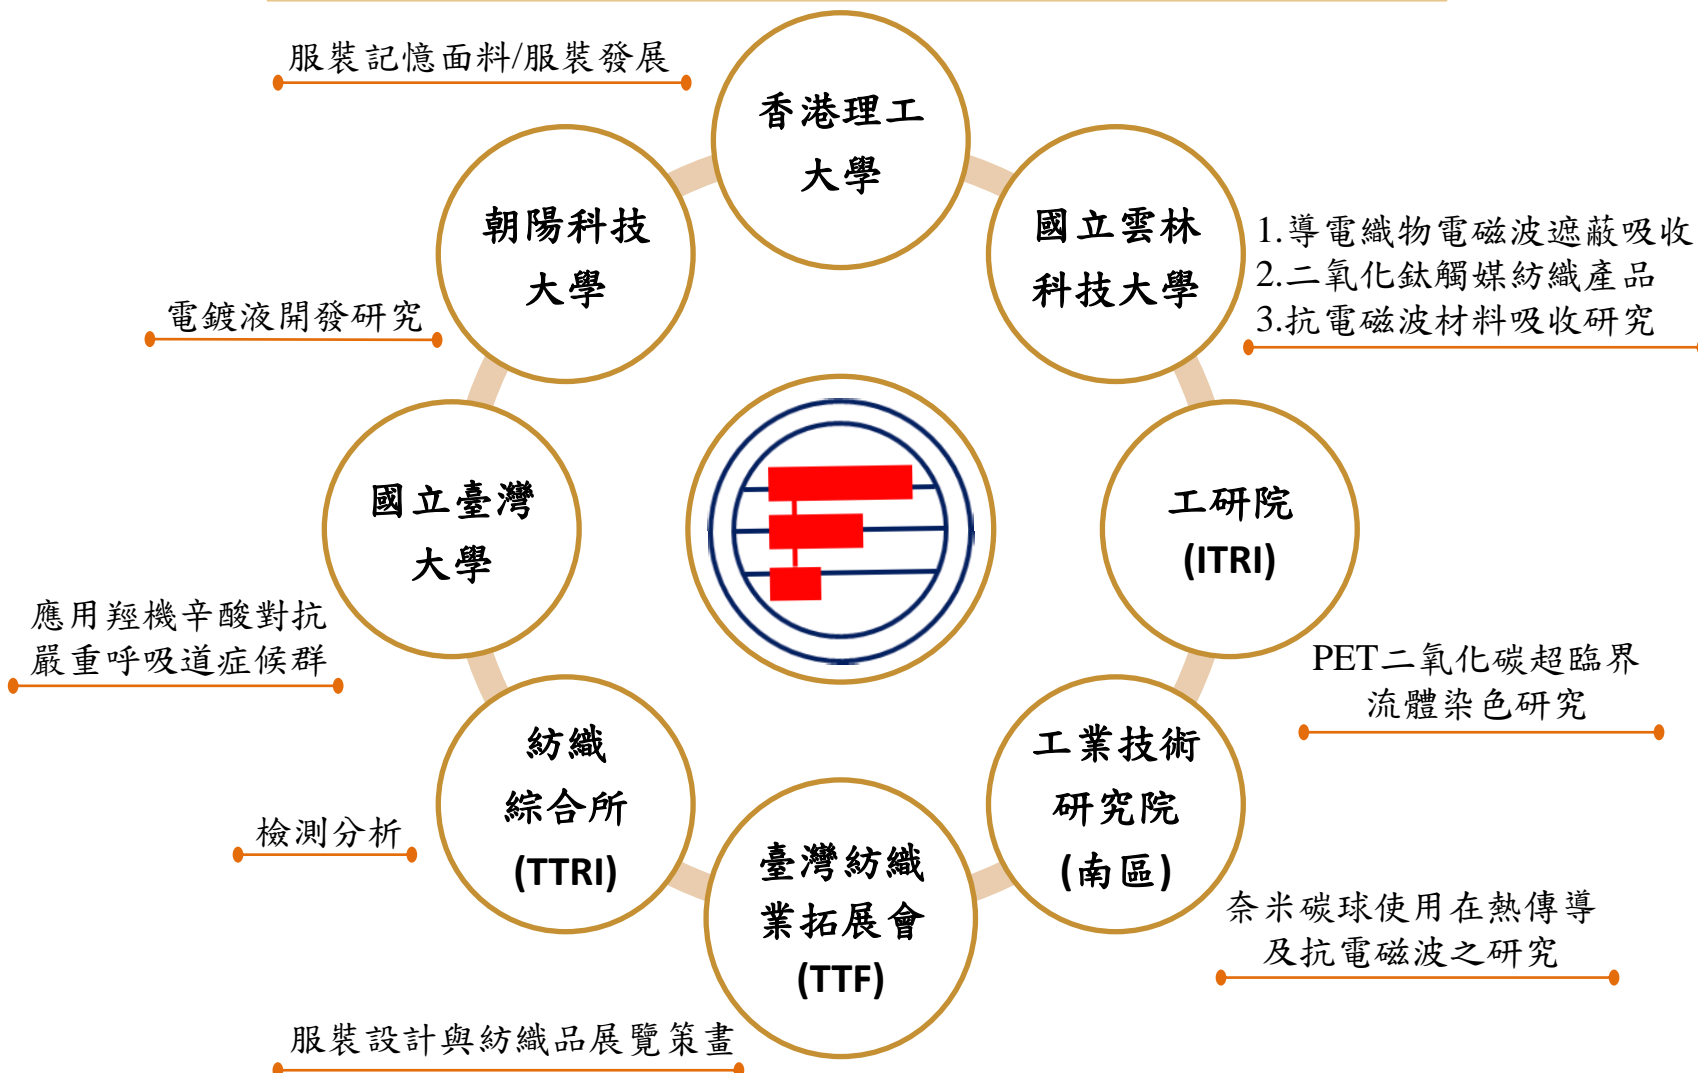 服裝記憶面料/服裝發展
香港理工
大學
國立雲林
科技大學
1.導電織物電磁波遮蔽吸收
2.二氧化鈦觸媒紡織產品
3.抗電磁波材料吸收研究
工研院
(ITRI)
PET二氧化碳超臨界
流體染色研究
工業技術
研究院
(南區)
奈米碳球使用在熱傳導
及抗電磁波之研究
臺灣紡織
業拓展會
(TTF)
服裝設計與紡織品展覽策畫
紡織
綜合所
(TTRI)
檢測分析
國立臺灣
大學
應用羥機辛酸對抗
嚴重呼吸道症候群
朝陽科技
大學
電鍍液開發研究